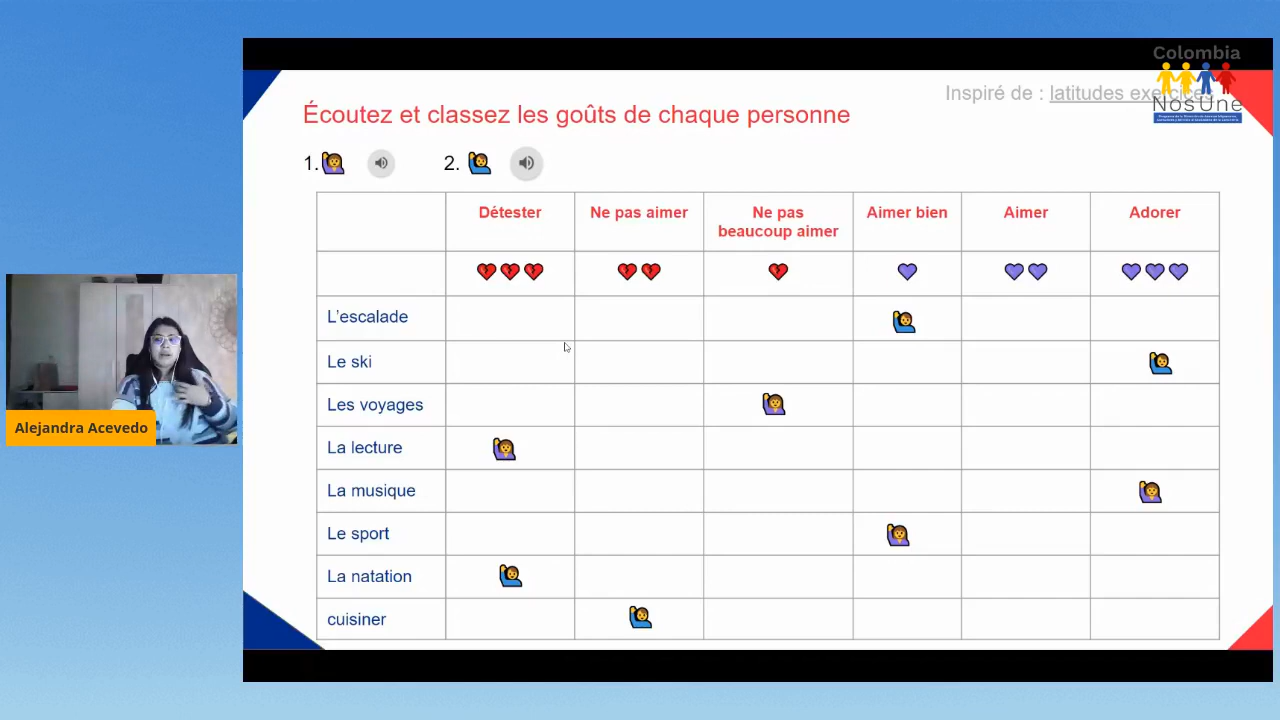 Colombia
NosUne
Inspiré de : latitudes exercices
Écoutez et classez les goûts de chaque personne
1.
2.
Détester
Ne pas aimer
Ne pas
beaucoup aimer
Aimer bien
Aimer
Adorer
L'escalade
Le ski
Les voyages
La lecture
La musique
Le sport
La natation
cuisiner
Alejandra Acevedo